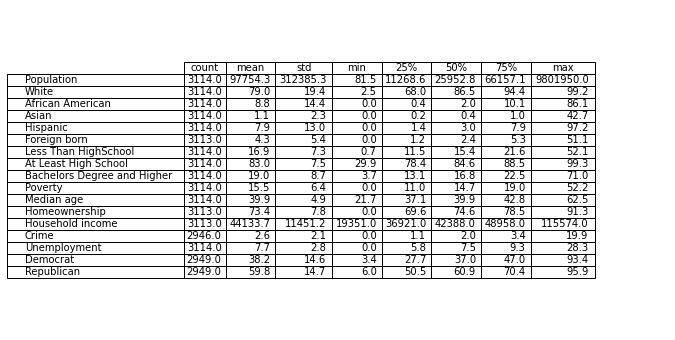 count mean std min 25% 50% 75% max
Population 3114.0 97754.3 312385.3 81.5 11268.6 25952.8 66157.1 9801950.0
White 3114.0 79.0 19.4 2.5 68.0 86.5 94.4 99.2
African American 3114.0 8.8 14.4 0.0 0.4 2.0 10.1 86.1
Asian 3114.0 1.1 2.3 0.0 0.2 0.4 1.0 42.7
Hispanic 3114.0 7.9 13.0 0.0 1.4 3.0 7.9 97.2
Foreign born 3113.0 4.3 5.4 0.0 1.2 2.4 5.3 51.1
Less Than HighSchool 3114.0 16.9 7.3 0.7 11.5 15.4 21.6 52.1
At Least High School 3114.0 83.0 7.5 29.9 78.4 84.6 88.5 99.3
Bachelors Degree and Higher 3114.0 19.0 8.7 3.7 13.1 16.8 22.5 71.0
Poverty 3114.0 15.5 6.4 0.0 11.0 14.7 19.0 52.2
Median age 3114.0 39.9 4.9 21.7 37.1 39.9 42.8 62.5
Homeownership 3113.0 73.4 7.8 0.0 69.6 74.6 78.5 91.3
Household income 3113.0 44133.7 11451.2 19351.0 36921.0 42388.0 48958.0 115574.0
Crime 2946.0 2.6 2.1 0.0 1.1 2.0 3.4 19.9
Unemployment 3114.0 7.7 2.8 0.0 5.8 7.5 9.3 28.3
Democrat 2949.0 38.2 14.6 3.4 27.7 37.0 47.0 93.4
Republican 2949.0 59.8 14.7 6.0 50.5 60.9 70.4 95.9